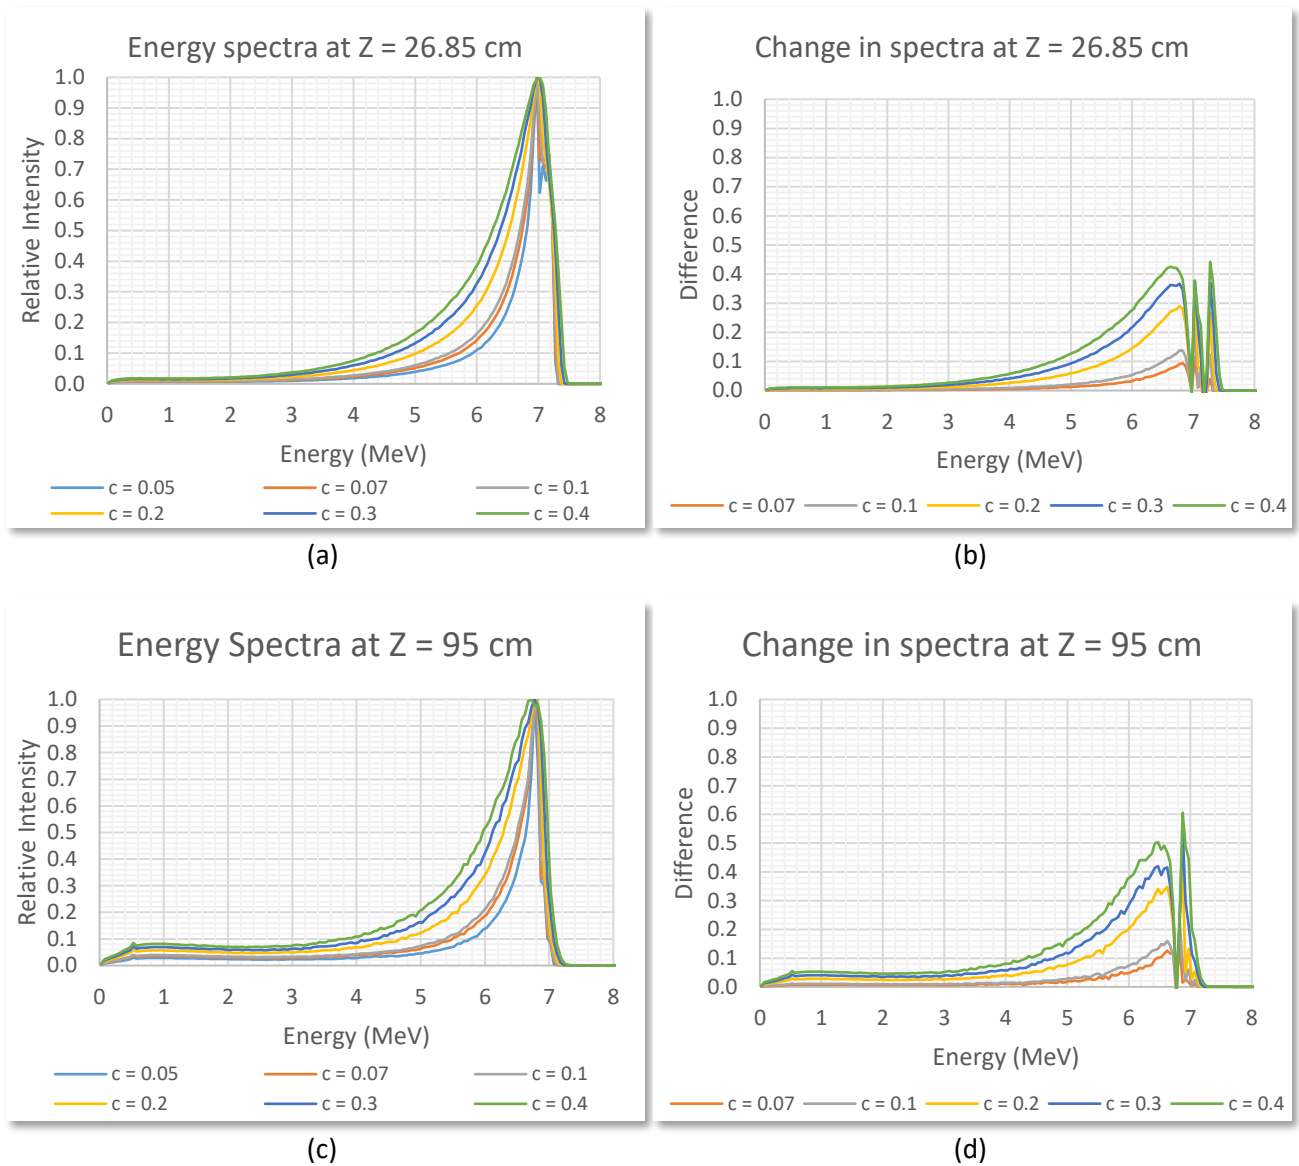 Energy spectra at Z = 26.85 cm
Relative Intensity
1.0
0.9
0.8
0.7
0.6
0.5
0.4
0.3
0.2
0.1
0.0
0 1 2 3 4 5 6 7 8
Energy (MeV)
c = 0.05 c = 0.07 c = 0.1
c = 0.2 c = 0.3 c = 0.4
(a)
Change in spectra at Z = 26.85 cm
Difference
1.0
0.9
0.8
0.7
0.6
0.5
0.4
0.3
0.2
0.1
0.0
0 1 2 3 4 5 6 7 8
Energy (MeV)
c = 0.07 c = 0.1 c = 0.2 c = 0.3 c = 0.4
(b)
Energy Spectra at Z = 95 cm
Relative Intensity
1.0
0.9
0.8
0.7
0.6
0.5
0.4
0.3
0.2
0.1
0.0
0 1 2 3 4 5 6 7 8
Energy (MeV)
c = 0.05 c = 0.07 c = 0.1
c = 0.2 c = 0.3 c = 0.4
(c)
Change in spectra at Z = 95 cm
Difference
1.0
0.9
0.8
0.7
0.6
0.5
0.4
0.3
0.2
0.1
0.0
0 1 2 3 4 5 6 7 8
Energy (MeV)
c = 0.07 c = 0.1 c = 0.2 c = 0.3 c = 0.4
(d)